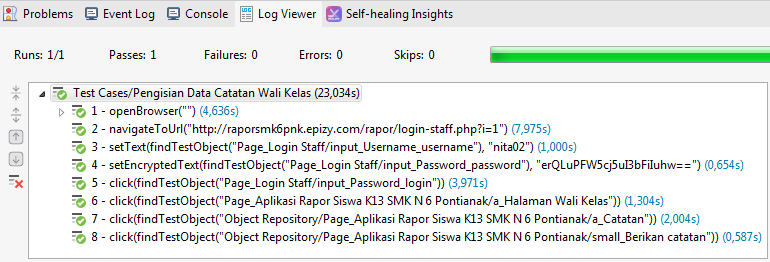 Problems Event Log Console Log Viewer Self-healing Insights
Runs: 1/1 Passes: 1 Failures: 0 Errors: 0 Skips: 0
Test Cases/Pengisian Data Catatan Wali Kelas (23,034s)
1 - openBrowser("") (4,636s)
2 - navigateToUrl("http://raporsmk6pnk.epizy.com/rapor/login-staff.php?i=1") (7,975s)
3 - setText(findTestObject("Page_Login Staff/input_Username_username"), "nita02") (1,000s)
4 - setEncryptedText(findTestObject("Page_Login Staff/input_Password_password"), "erQLuPFW5cj5uI3bFiIuhw==") (0,654s)
5 - click(findTestObject("Page_Login Staff/input_Password_login")) (3,971s)
6 - click(findTestObject("Page_Aplikasi Rapor Siswa K13 SMK N 6 Pontianak/a_Halaman Wali Kelas")) (1,304s)
7 - click(findTestObject("Object Repository/Page_Aplikasi Rapor Siswa K13 SMK N 6 Pontianak/a_Catatan")) (2,004s)
8 - click(findTestObject("Object Repository/Page_Aplikasi Rapor Siswa K13 SMK N 6 Pontianak/small_Berikan catatan")) (0,587s)